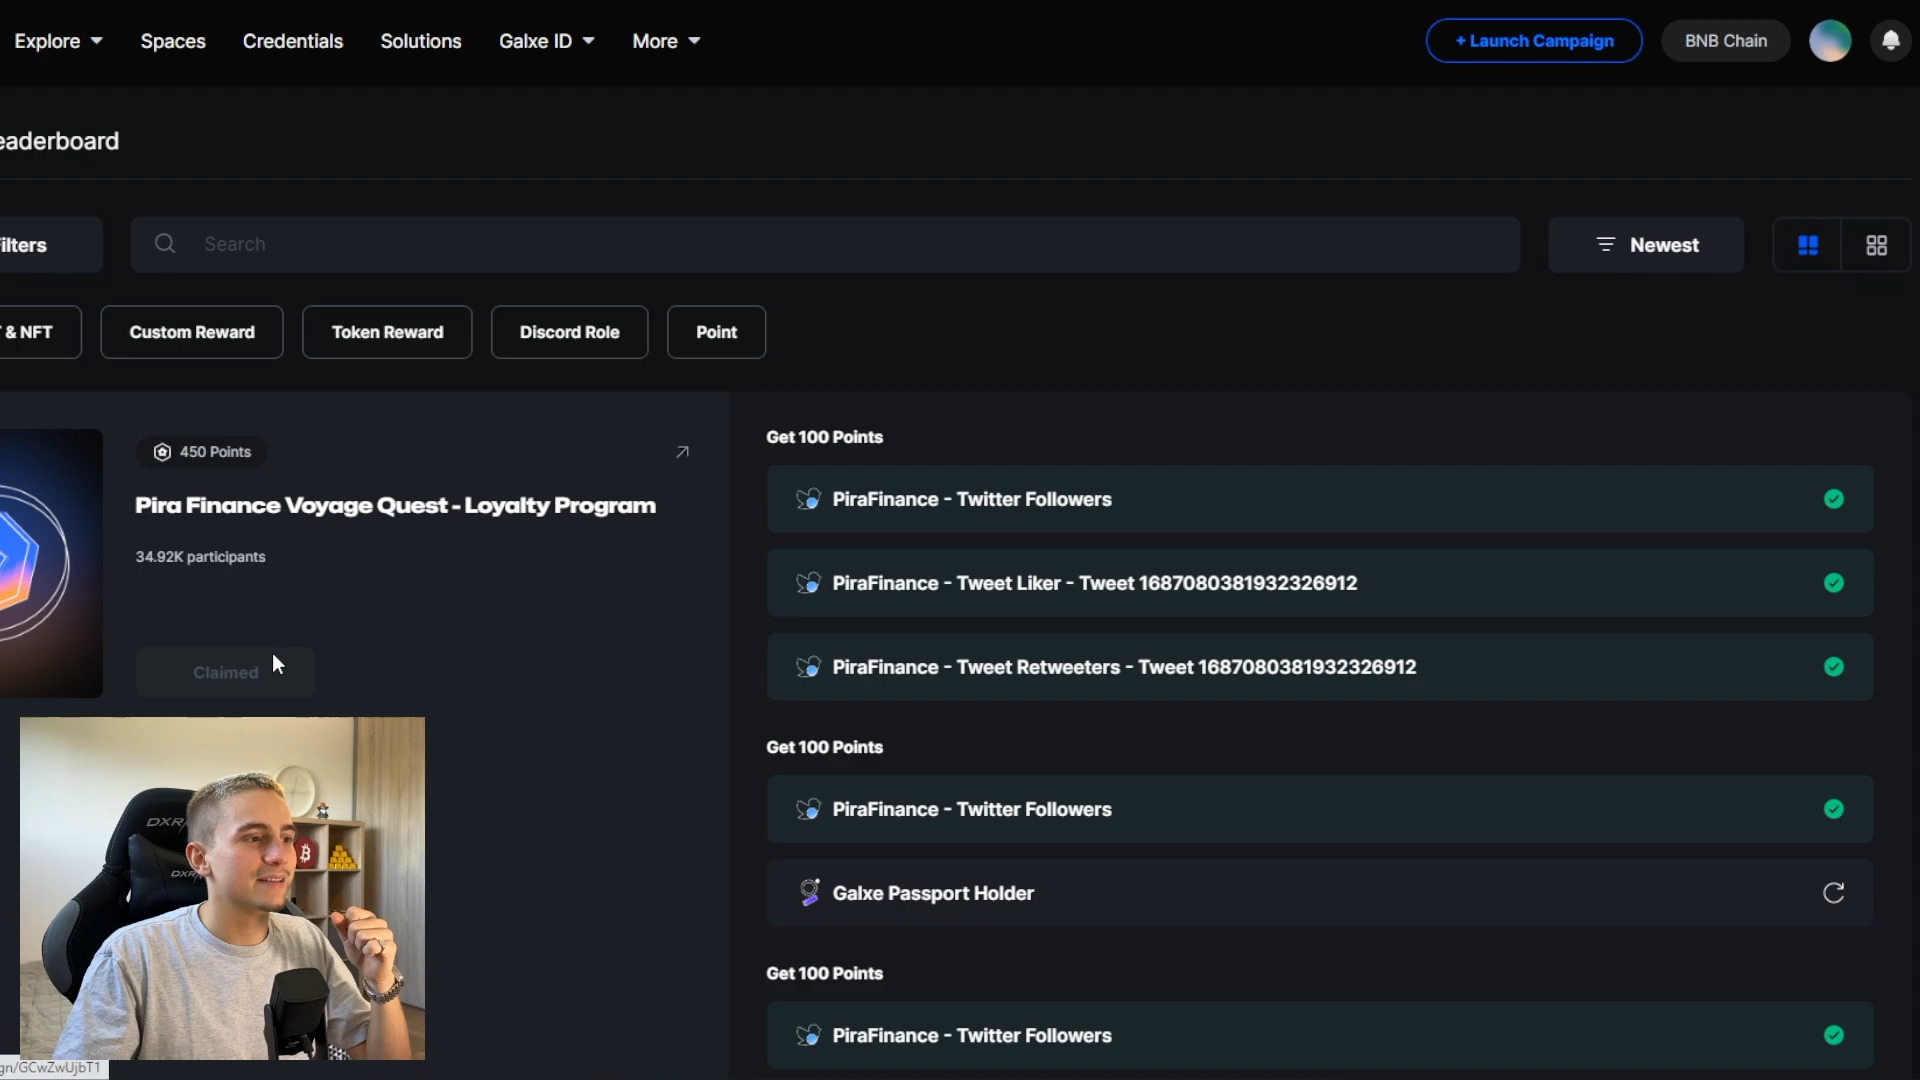 Explore
Spaces
Credentials
Solutions
Galxe ID
More
+ Launch Campaign
BNB Chain
eaderboard
ilters
Search
Newest
& NFT
Custom Reward
Token Reward
Discord Role
Point
450 Points
Pira Finance Voyage Quest - Loyalty Program
34.92K participants
Claimed
Get 100 Points
PiraFinance - Twitter Followers
PiraFinance - Tweet Liker - Tweet 1687080381932326912
PiraFinance - Tweet Retweeters - Tweet 1687080381932326912
Get 100 Points
PiraFinance - Twitter Followers
Galxe Passport Holder
Get 100 Points
PiraFinance - Twitter Followers
DXR
DXR
gn/GCwZwUjbT1